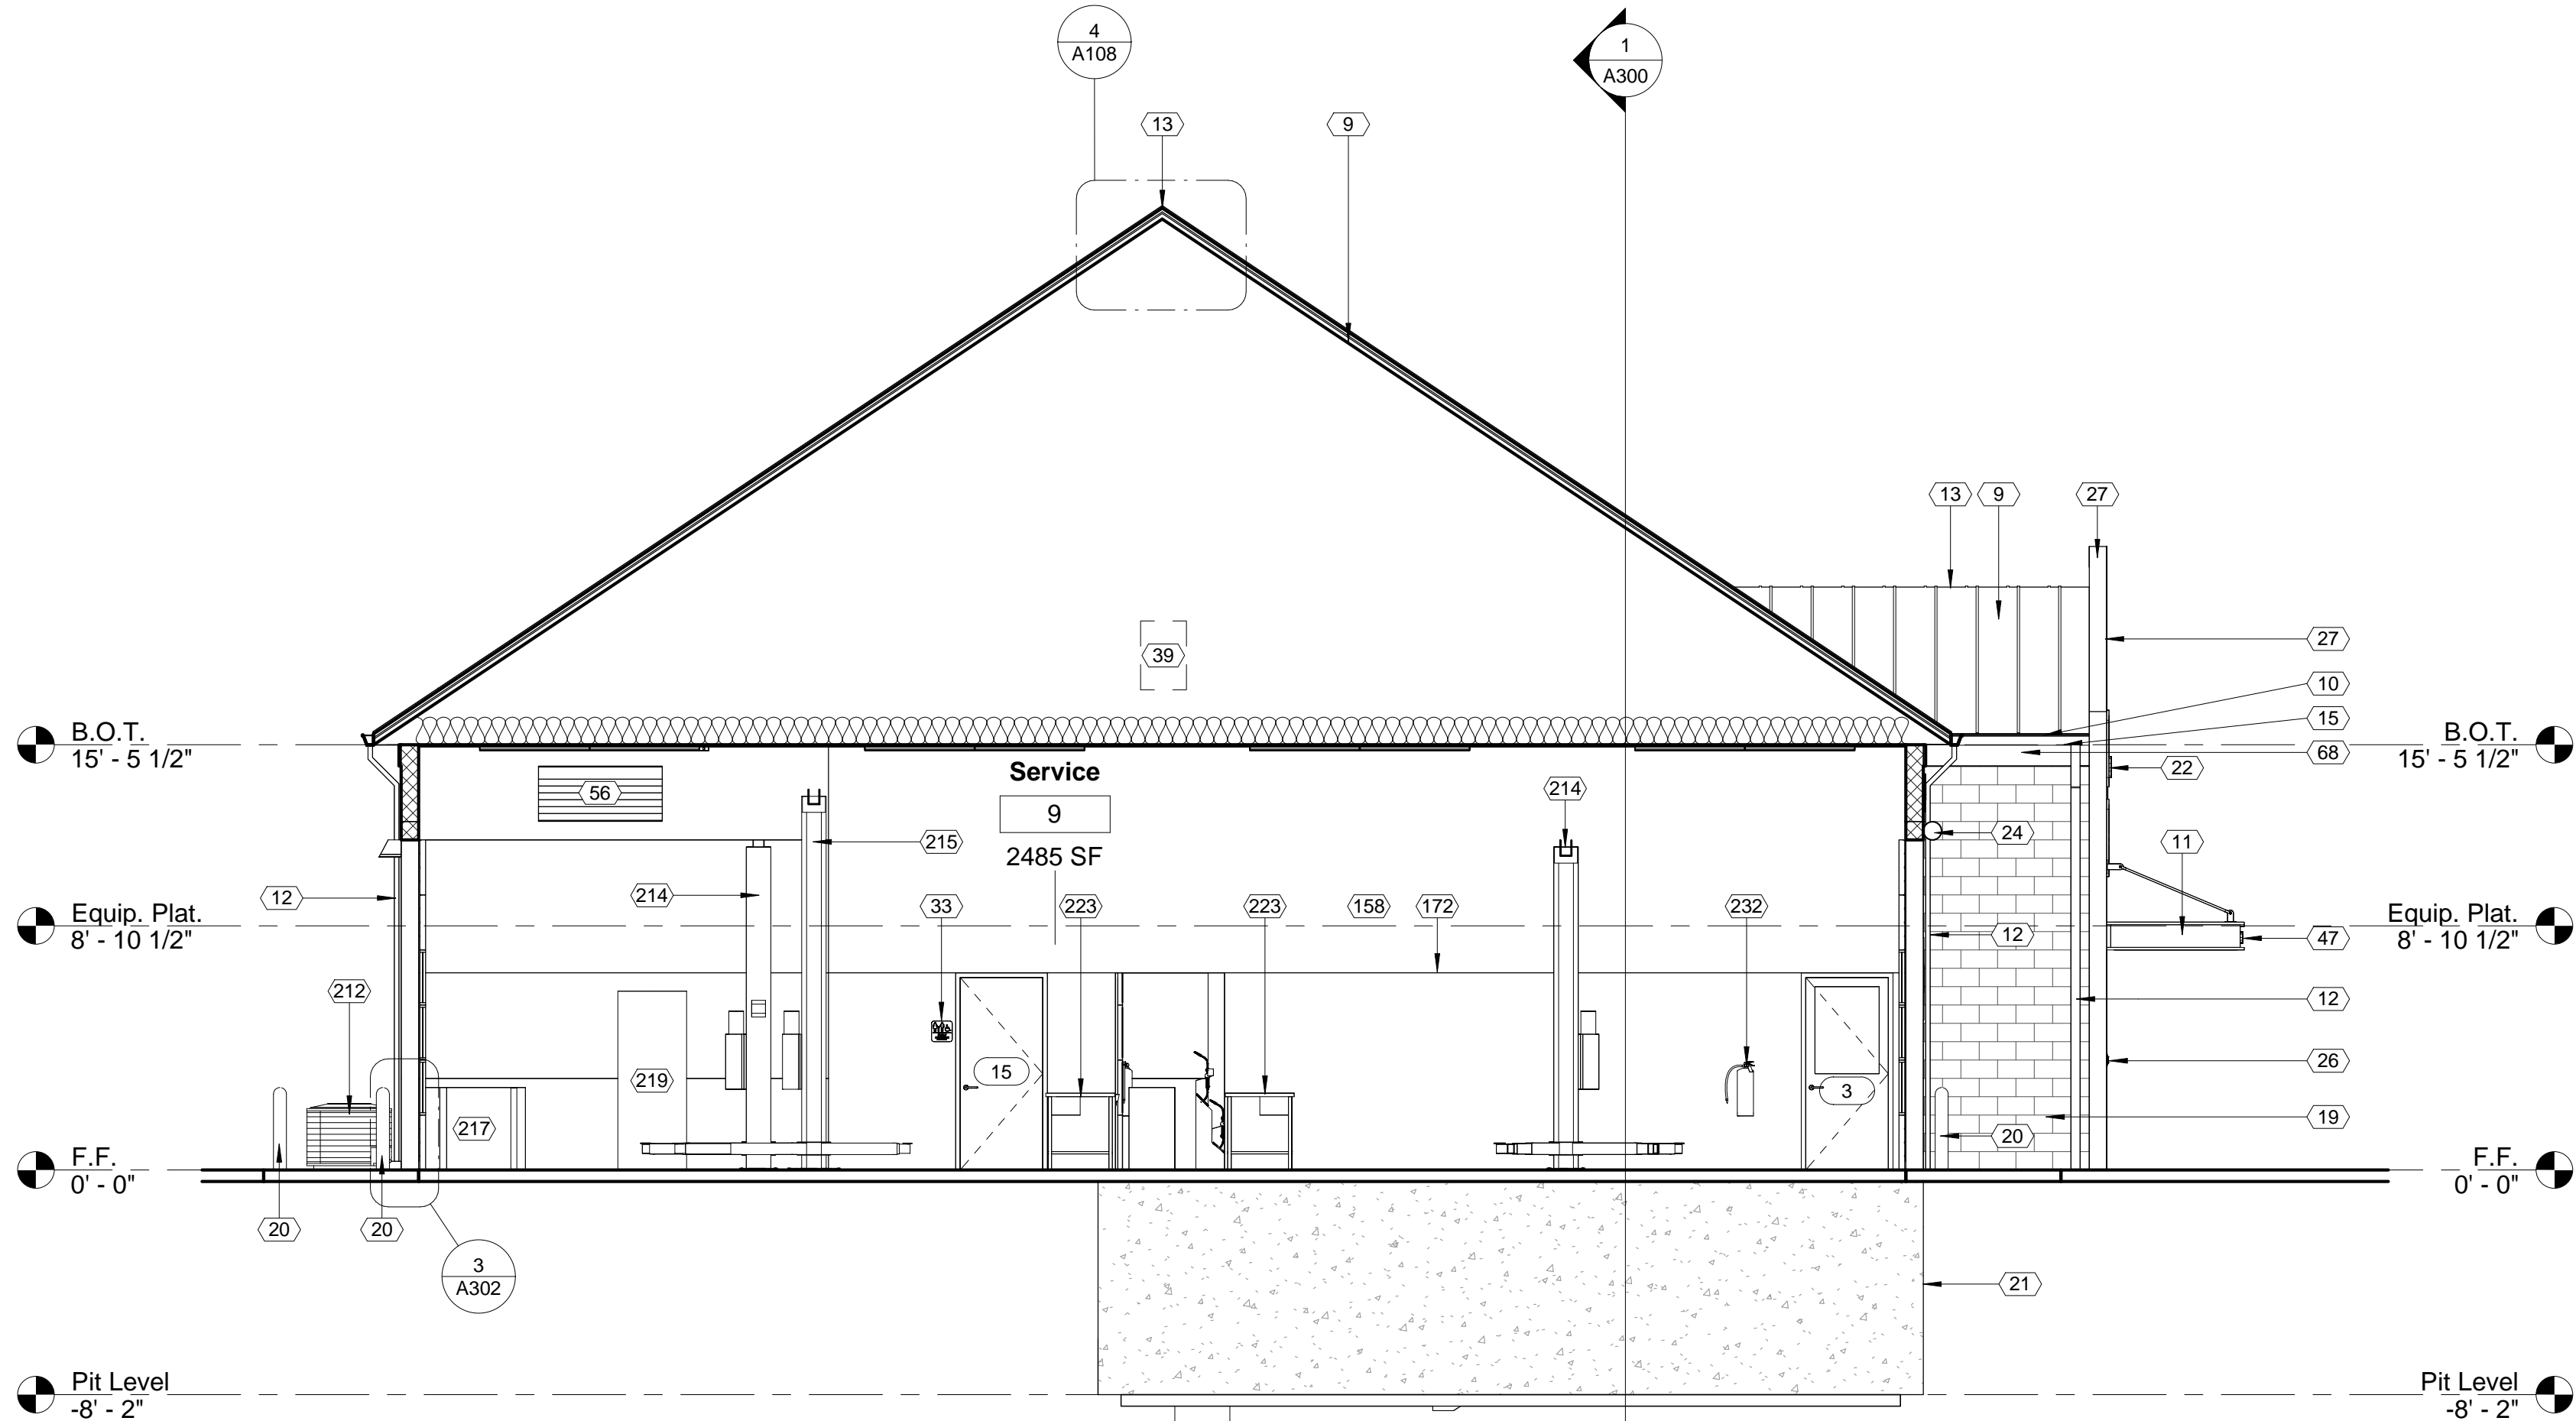 4
A108
1
A300
13
9
13
9
27
27
39
10
15
68
B.O.T.
15' - 5 1/2"
B.O.T.
15' - 5 1/2"
Service
22
56
214
9
24
215
11
2485 SF
214
12
33
223
223
158
172
232
Equip. Plat.
8' - 10 1/2"
Equip. Plat.
8' - 10 1/2"
12
47
212
12
26
15
219
3
19
217
20
F.F.
0' - 0"
F.F.
0' - 0"
20
20
3
A302
21
Pit Level
-8' - 2"
Pit Level
-8' - 2"